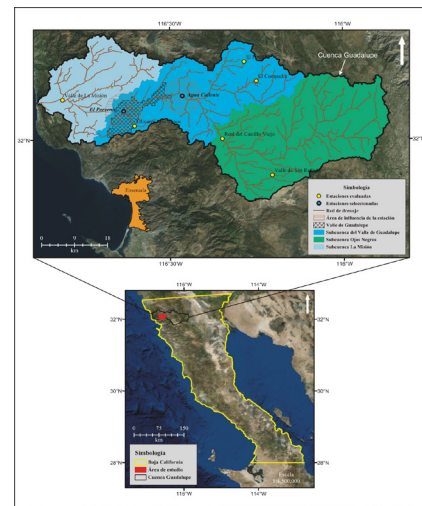 116°30'W
116°W
Cuenca Guadalupe
El Compadre
Valle de La Misión
Agua Caliente
El Porvenir
32°N
32°N
Real del Castillo Viejo
Valle de San Rafael
Ensenada
Simbología
Estaciones evaluadas
Estaciones seleccionadas
Red de drenaje
Área de influencia de la estación
Valle de Guadalupe
Subcuenca del Valle de Guadalupe
Subcuenca Ojos Negros
Subcuenca La Misión
0
9
18
km
116°30'W
116°W
116°W
114°W
32°N
32°N
30°N
30°N
28°N
28°N
0
75
150
km
Simbología
Baja California
Área de estudio
Cuenca Guadalupe
Escala
116°W
114°W